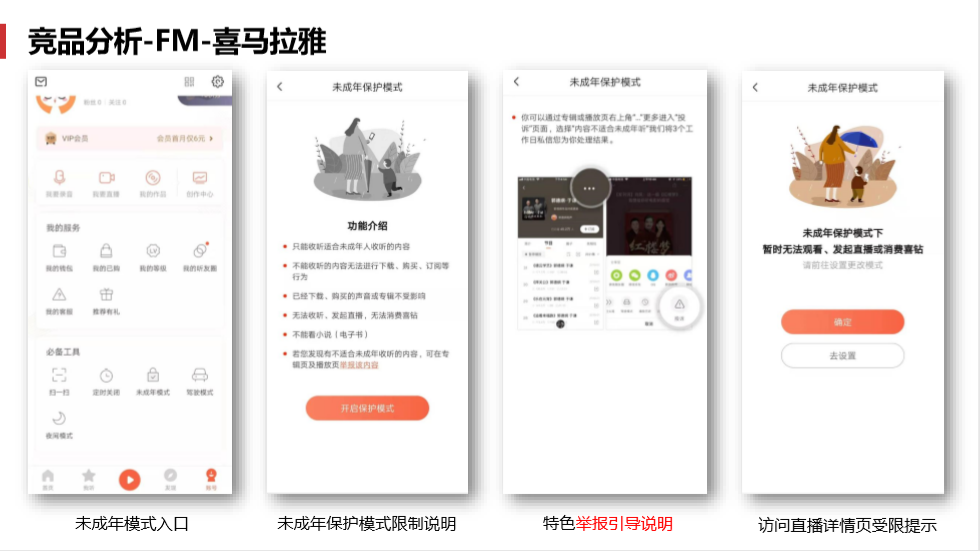 竞品分析-FM-喜马拉雅
VIP会员
会员首月仅6元
我要录音
我要直播
我的作品
创作中心
我的服务
我的钱包
我的已购
我的等级
我的听友圈
我的客服
推荐有礼
必备工具
扫一扫
定时关闭
未成年模式
驾驶模式
夜间模式
未成年模式入口
未成年保护模式
功能介绍
只能收听适合未成年人收听的内容
不能收听的内容无法进行下载、购买、订阅等
行为
已经下载、购买的声音或专辑不受影响
无法收听，发起直播，无法消费喜钻
不能看小说（电子书）
若您发现有不适合未成年收听的内容，可在专
辑页及播放页举报该内容
开启保护模式
未成年保护模式限制说明
未成年保护模式
你可以通过专辑或播放页右上角“..”更多进入“投
诉”页面，选择“内容不适合未成年听”我们将3个工
作日私信您为你处理结果。
特色举报引导说明
未成年保护模式
未成年保护模式下
暂时无法观看、发起直播或消费喜钻
请前往设置更改模式
确定
去设置
访问直播详情页受限提示